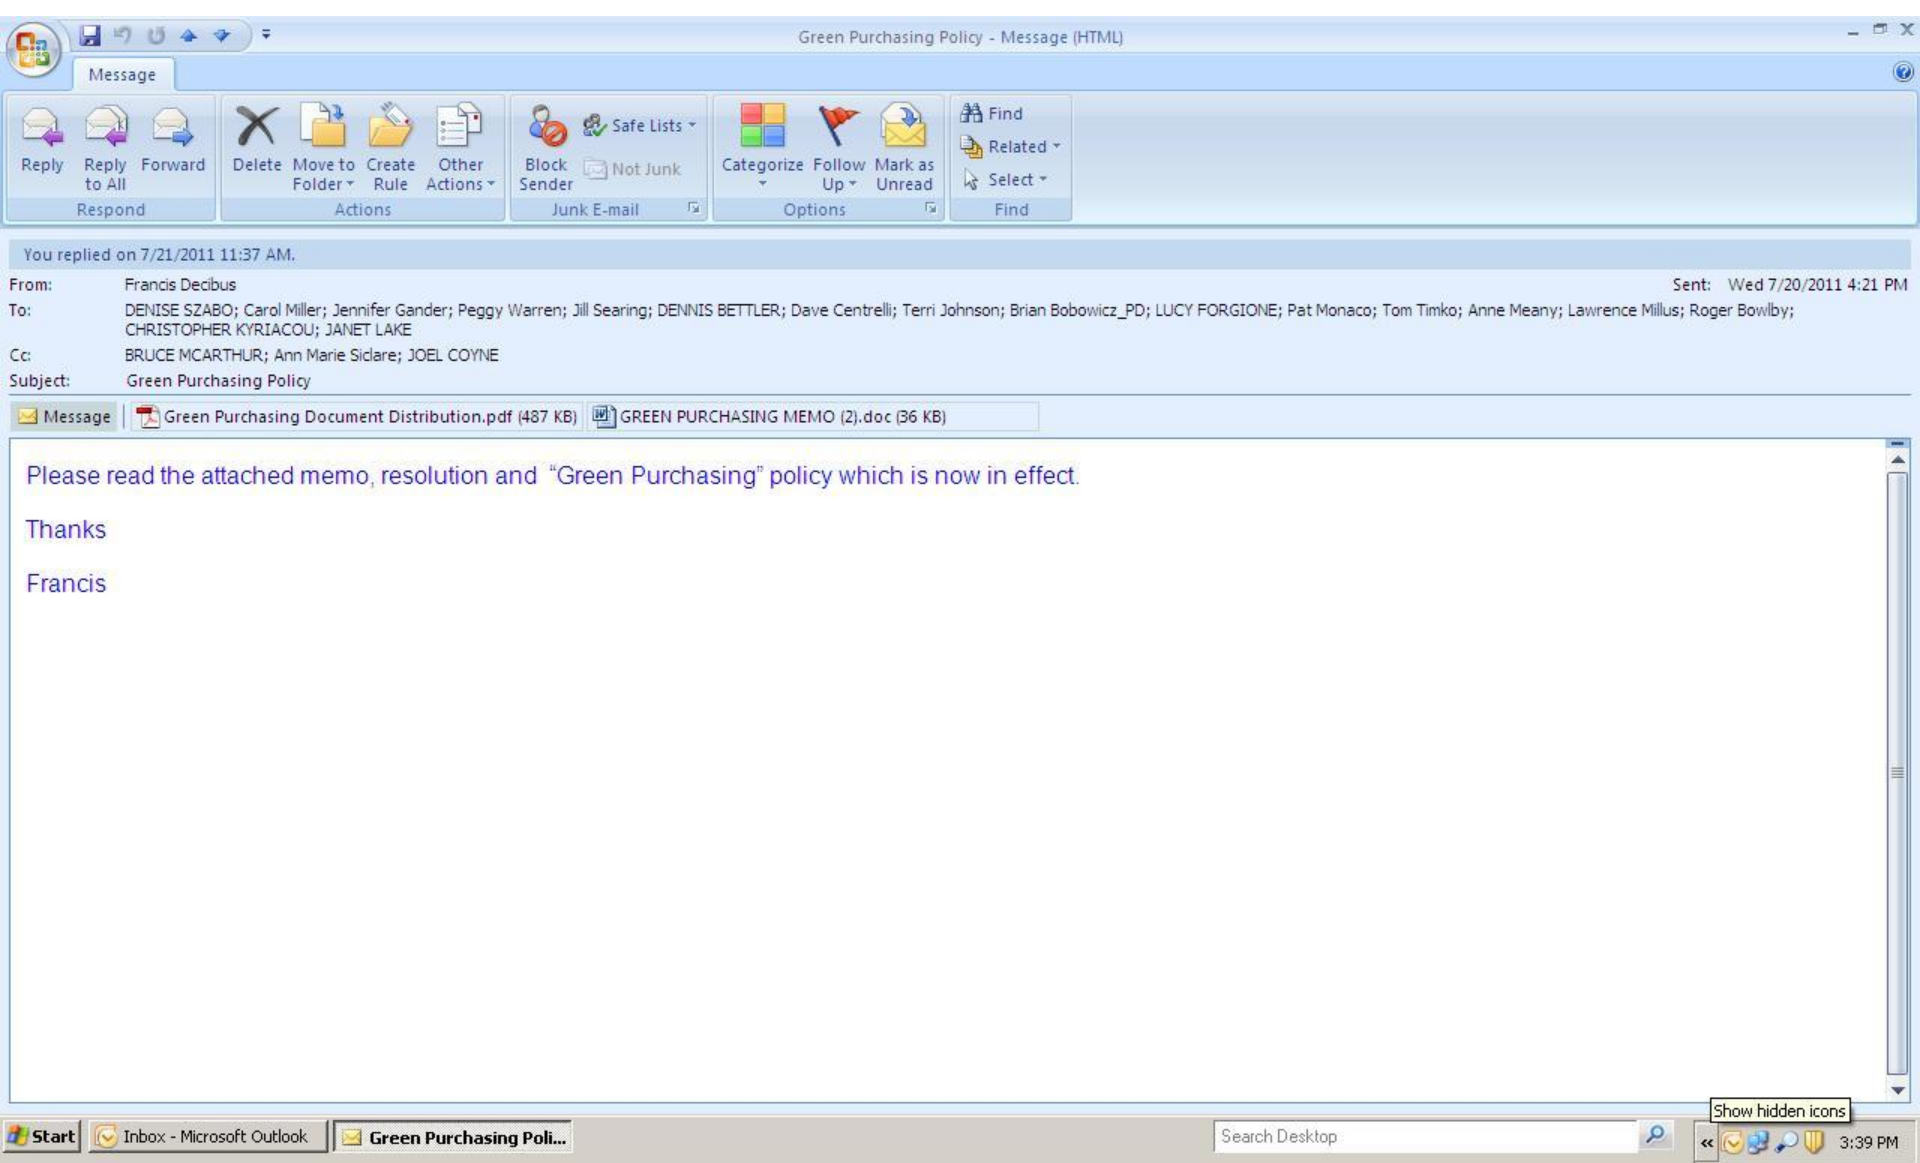 Green Purchasing Policy - Message (HTML)
Message
Reply Reply to All Forward
Delete Move to Folder Create Rule Other Actions
Block Sender Safe Lists Not Junk
Categorize Follow Up Mark as Unread
Find
Related
Select
Respond Actions Junk E-mail Options Find
You replied on 7/21/2011 11:37 AM.
From: Francis Decibus Sent: Wed 7/20/2011 4:21 PM
To: DENISE SZABO; Carol Miller; Jennifer Gander; Peggy Warren; Jill Searing; DENNIS BETTLER; Dave Centrelli; Terri Johnson; Brian Bobowicz_PD; LUCY FORGIONE; Pat Monaco; Tom Timko; Anne Meany; Lawrence Millus; Roger Bowlby;
CHRISTOPHER KYRIACOU; JANET LAKE
Cc: BRUCE MCARTHUR; Ann Marie Siclare; JOEL COYNE
Subject: Green Purchasing Policy
Message Green Purchasing Document Distribution.pdf (487 KB) GREEN PURCHASING MEMO (2).doc (36 KB)
Please read the attached memo, resolution and “Green Purchasing” policy which is now in effect.
Thanks
Francis
Show hidden icons
Start Inbox - Microsoft Outlook Green Purchasing Poli... Search Desktop « 3:39 PM